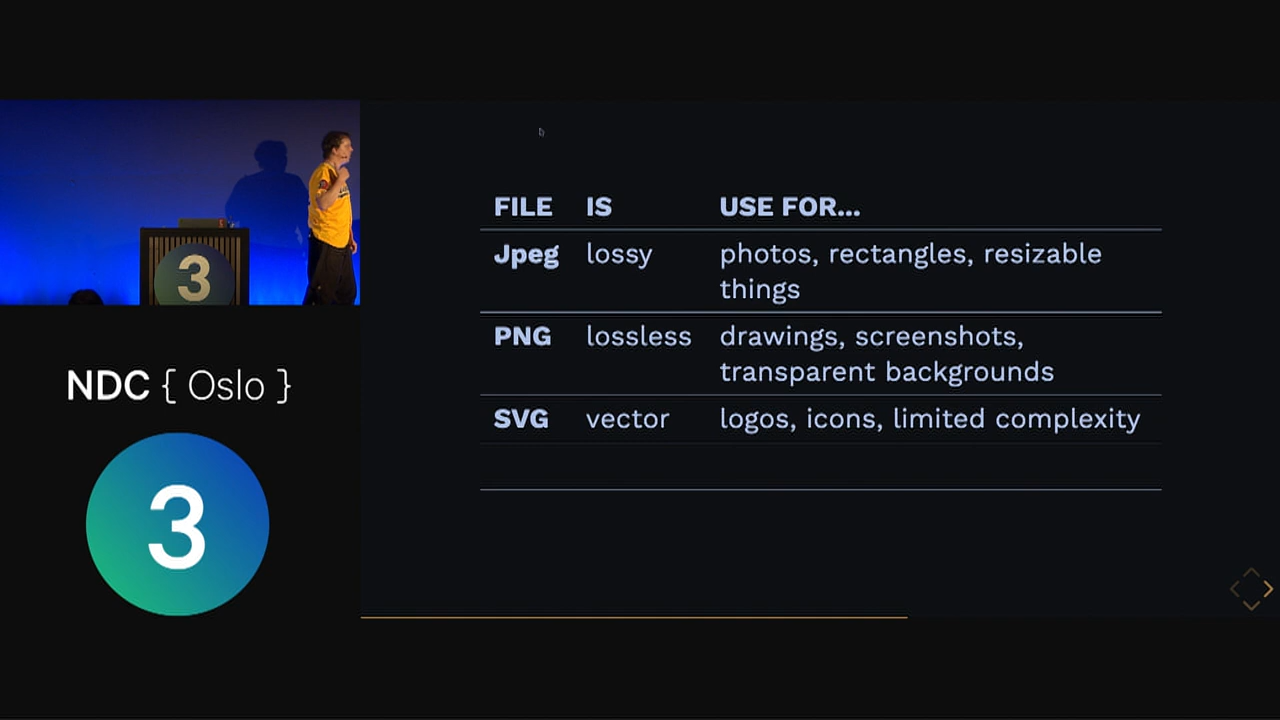 3
NDC { Oslo }
3
FILE IS USE FOR...
Jpeg lossy photos, rectangles, resizable
things
PNG lossless drawings, screenshots,
transparent backgrounds
SVG vector logos, icons, limited complexity